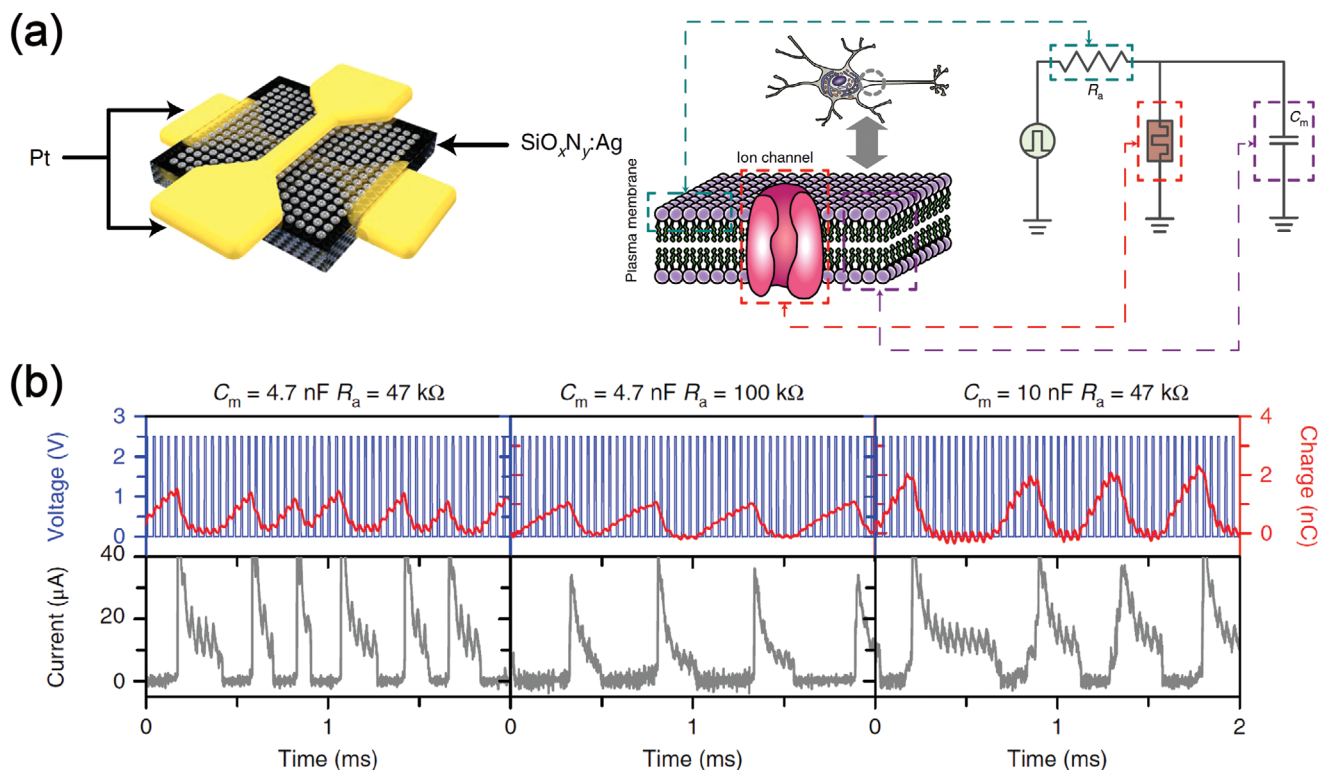 (a)
Pt
SiOxNy:Ag
Plasma membrane
Ion channel
Ra
Cm
(b)
Cm = 4.7 nF Ra = 47 kΩ
Cm = 4.7 nF Ra = 100 kΩ
Cm = 10 nF Ra = 47 kΩ
Voltage (V)
3
2
1
0
Charge (nC)
4
2
0
Current (μA)
40
20
0
0 1 0 1 0 1 2
Time (ms) Time (ms) Time (ms)